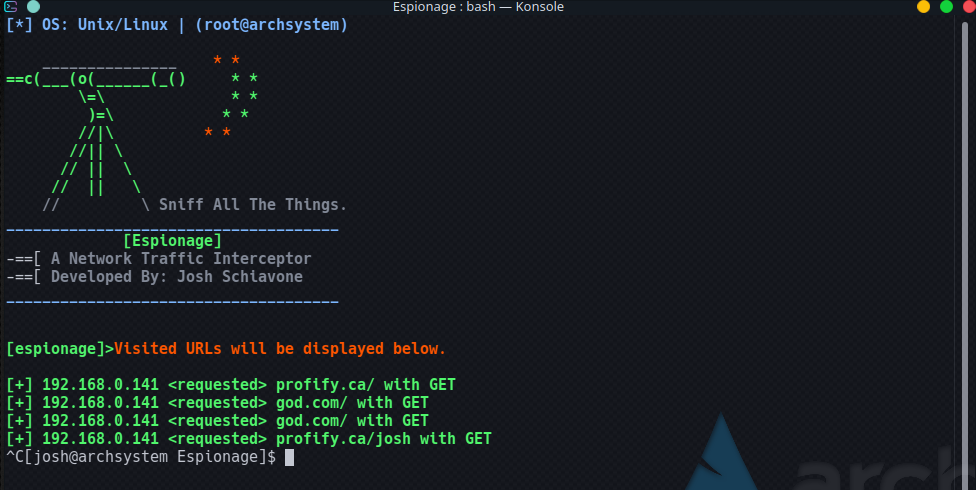 Espionage : bash — Konsole
[*] OS: Unix/Linux | (root@archsystem)
    _______________    * *
==c(___(o(______(_()     * *
        \=\              * *
         )=\            * *
        //|\          * *
       //|| \
      // ||  \
     //  ||   \
    //         \ Sniff All The Things.
_____________________________________
             [Espionage]
-==[ A Network Traffic Interceptor
-==[ Developed By: Josh Schiavone
_____________________________________
[espionage]>Visited URLs will be displayed below.
[+] 192.168.0.141 <requested> profify.ca/ with GET
[+] 192.168.0.141 <requested> god.com/ with GET
[+] 192.168.0.141 <requested> god.com/ with GET
[+] 192.168.0.141 <requested> profify.ca/josh with GET
^C[josh@archsystem Espionage]$